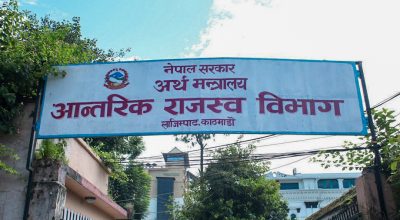 नेपाल सरकार
अर्थ मन्त्रालय
आन्तरिक राजस्व विभाग
लाजिम्पाट, काठमाडौं